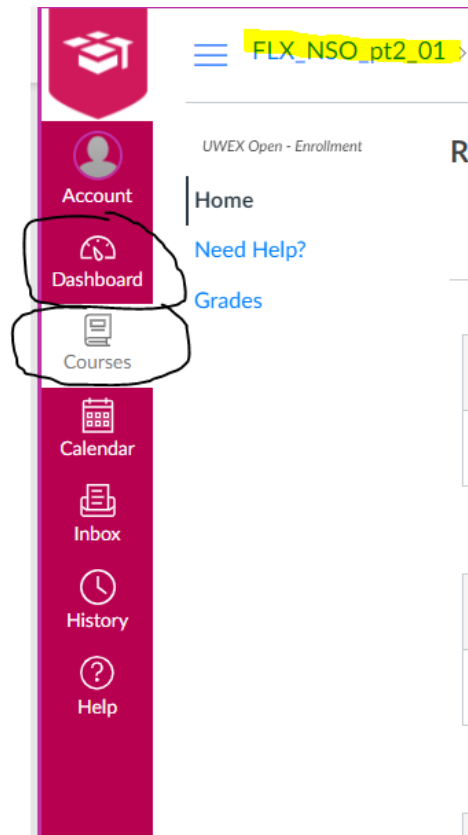 FLX_NSO_pt2_01 >
UWEX Open - Enrollment
R
Account
Home
Need Help?
Dashboard
Grades
Courses
Calendar
Inbox
History
? Help